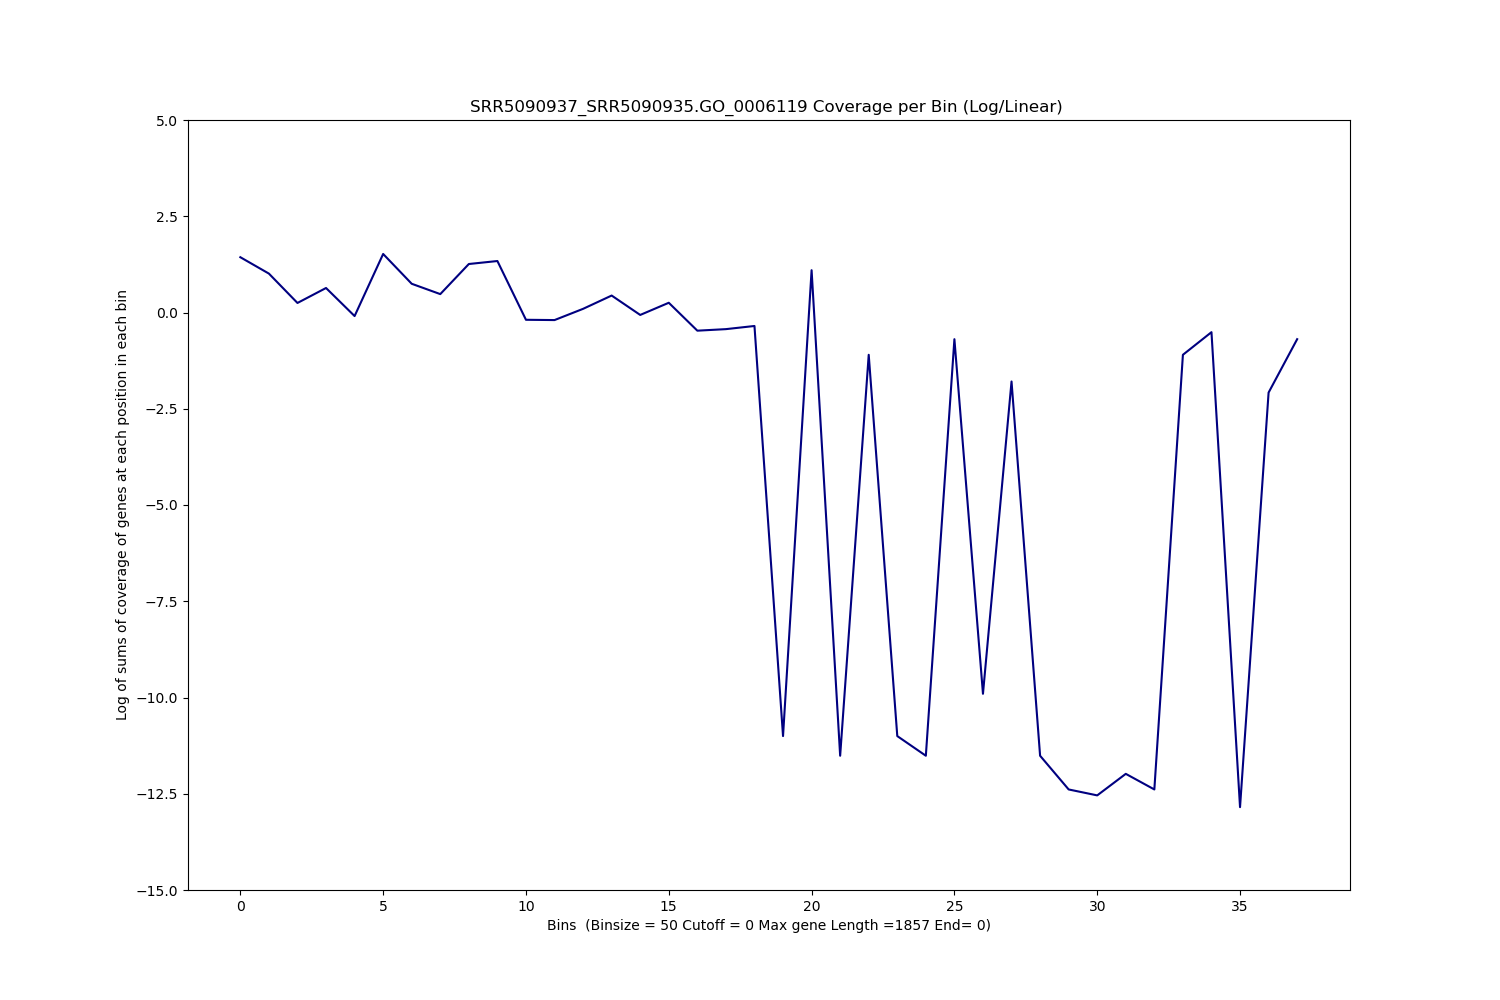 SRR5090937_SRR5090935.GO_0006119 Coverage per Bin (Log/Linear)
Log of sums of coverage of genes at each position in each bin
5.0
2.5
0.0
−2.5
−5.0
−7.5
−10.0
−12.5
−15.0
0 5 10 15 20 25 30 35
Bins  (Binsize = 50 Cutoff = 0 Max gene Length =1857 End= 0)